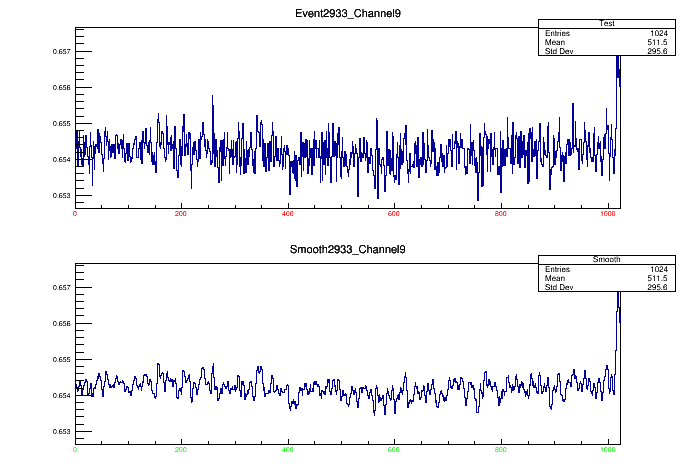 Event2933_Channel9
Test
Entries 1024
Mean 511.5
Std Dev 295.6
0.657
0.656
0.655
0.654
0.653
0 200 400 600 800 1000
Smooth2933_Channel9
Smooth
Entries 1024
Mean 511.5
Std Dev 295.6
0.657
0.656
0.655
0.654
0.653
0 200 400 600 800 1000